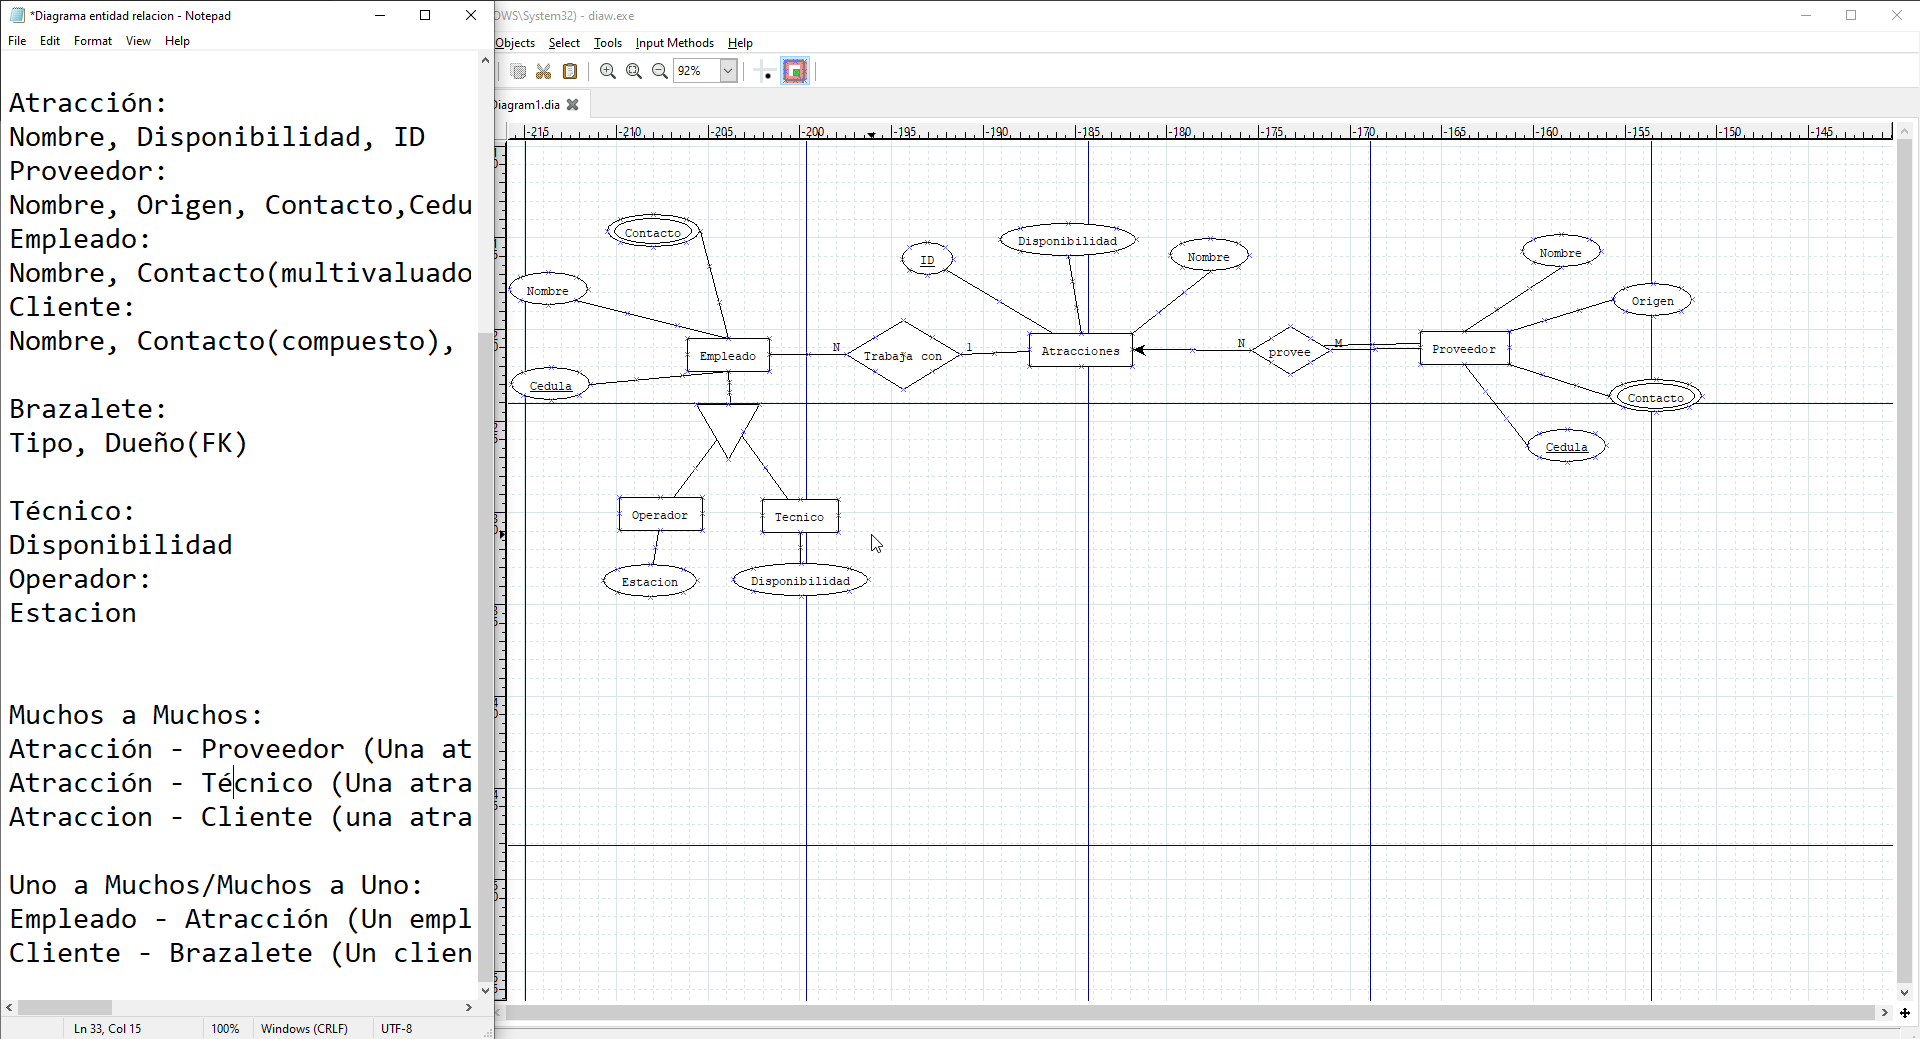 *Diagrama entidad relacion - Notepad
File Edit Format View Help
Atracción:
Nombre, Disponibilidad, ID
Proveedor:
Nombre, Origen, Contacto,Cedu
Empleado:
Nombre, Contacto(multivaluado
Cliente:
Nombre, Contacto(compuesto),
Brazalete:
Tipo, Dueño(FK)
Técnico:
Disponibilidad
Operador:
Estacion
Muchos a Muchos:
Atracción - Proveedor (Una at
Atracción - Técnico (Una atra
Atraccion - Cliente (una atra
Uno a Muchos/Muchos a Uno:
Empleado - Atracción (Un empl
Cliente - Brazalete (Un clien
Ln 33, Col 15 100% Windows (CRLF) UTF-8
OWS\System32) - diaw.exe
Objects Select Tools Input Methods Help
92%
Diagram1.dia
-215 -210 -205 -200 -195 -190 -185 -180 -175 -170 -165 -160 -155 -150 -145
Contacto
Nombre
Cedula
Empleado
N
Trabaja con
1
ID
Disponibilidad
Nombre
Atracciones
N
provee
M
Proveedor
Nombre
Origen
Contacto
Cedula
Operador
Tecnico
Estacion
Disponibilidad